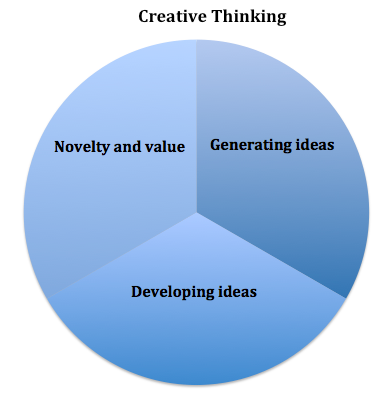 Creative Thinking
Novelty and value
Generating ideas
Developing ideas